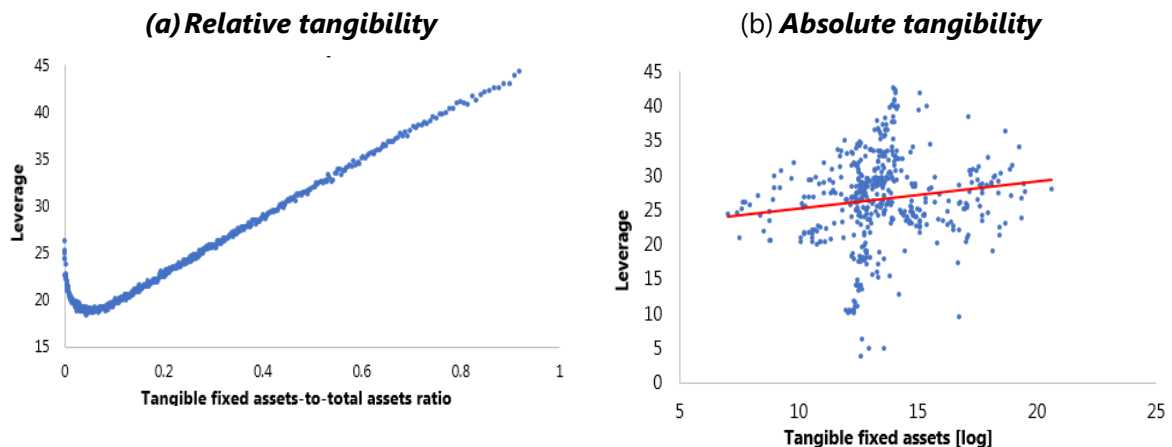 (a) Relative tangibility
45
40
35
30
25
20
15
Leverage
0 0.2 0.4 0.6 0.8 1
Tangible fixed assets-to-total assets ratio
(b) Absolute tangibility
45
40
35
30
25
20
15
10
5
0
Leverage
5 10 15 20 25
Tangible fixed assets [log]